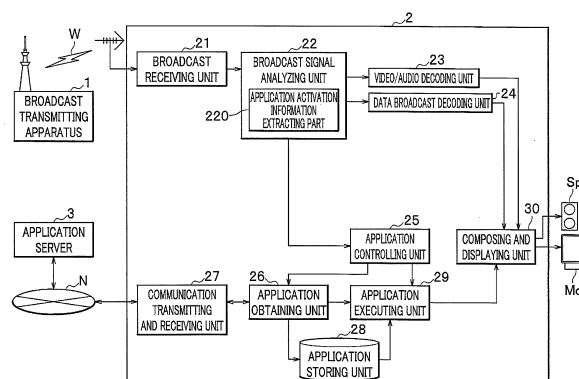 2
W
21
22
23
BROADCAST
RECEIVING UNIT
BROADCAST SIGNAL
ANALYZING UNIT
VIDEO/AUDIO DECODING UNIT
24
1
BROADCAST
TRANSMITTING
APPARATUS
220
APPLICATION ACTIVATION
INFORMATION
EXTRACTING PART
DATA BROADCAST DECODING UNIT
Sp
30
3
APPLICATION
SERVER
25
APPLICATION
CONTROLLING UNIT
COMPOSING AND
DISPLAYING UNIT
Mo
N
27
26
29
COMMUNICATION
TRANSMITTING
AND RECEIVING UNIT
APPLICATION
OBTAINING UNIT
APPLICATION
EXECUTING UNIT
28
APPLICATION
STORING UNIT